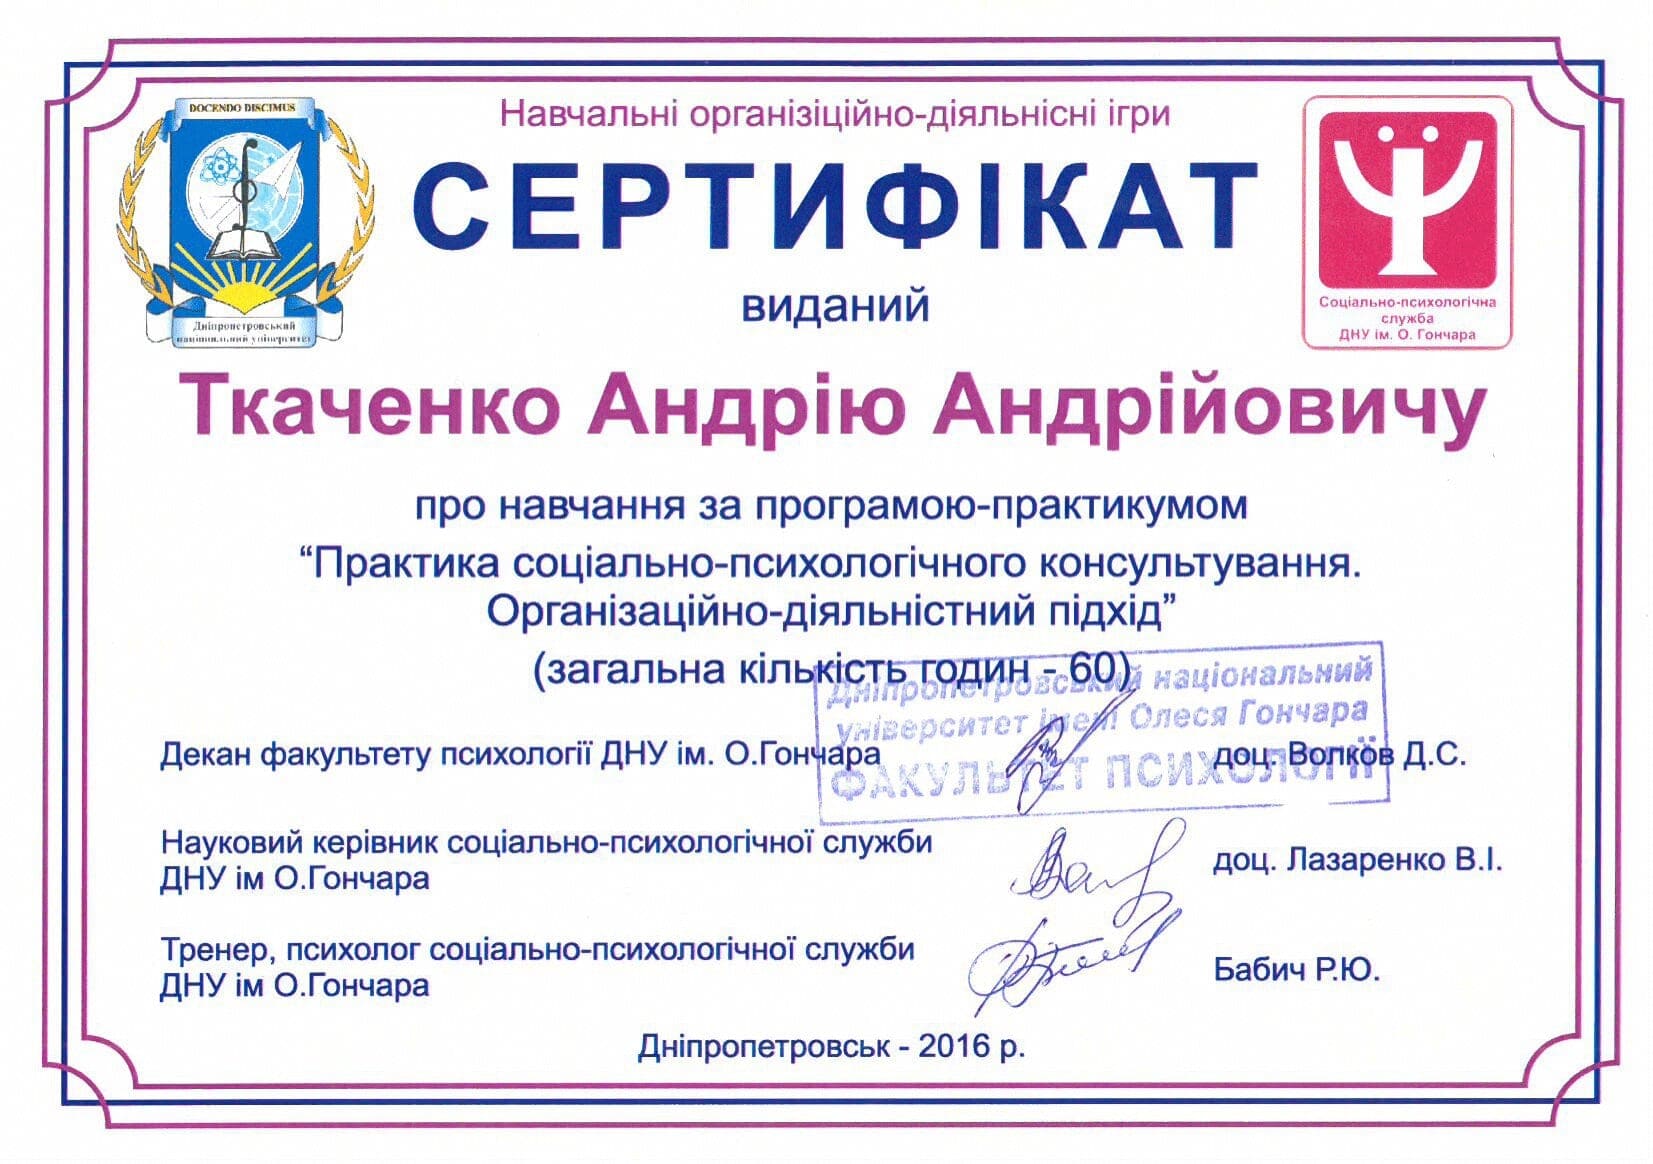 DOCENDO DISCIMUS
Дніпропетровський
національний університет
Навчальні організіційно-діяльнісні ігри
СЕРТИФІКАТ
виданий
Соціально-психологічна
служба
ДНУ ім. О. Гончара
Ткаченко Андрію Андрійовичу
про навчання за програмою-практикумом
“Практика соціально-психологічного консультування.
Організаційно-діяльністний підхід”
(загальна кількість годин - 60)
Дніпропетровський національний
університет імені Олеся Гончара
ФАКУЛЬТЕТ ПСИХОЛОГІЇ
Декан факультету психології ДНУ ім. О.Гончара доц. Волков Д.С.
Науковий керівник соціально-психологічної служби
ДНУ ім О.Гончара
доц. Лазаренко В.І.
Тренер, психолог соціально-психологічної служби
ДНУ ім О.Гончара
Бабич Р.Ю.
Дніпропетровськ - 2016 р.